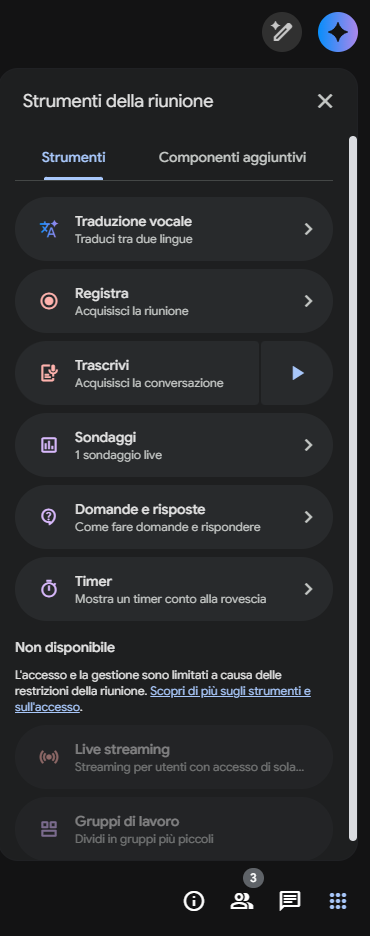 Strumenti della riunione
Strumenti
Componenti aggiuntivi
Traduzione vocale
Traduci tra due lingue
Registra
Acquisisci la riunione
Trascrivi
Acquisisci la conversazione
Sondaggi
1 sondaggio live
Domande e risposte
Come fare domande e rispondere
Timer
Mostra un timer conto alla rovescia
Non disponibile
L'accesso e la gestione sono limitati a causa delle
restrizioni della riunione. Scopri di più sugli strumenti e
sull'accesso.
Live streaming
Streaming per utenti con accesso di sola...
Gruppi di lavoro
Dividi in gruppi più piccoli
3